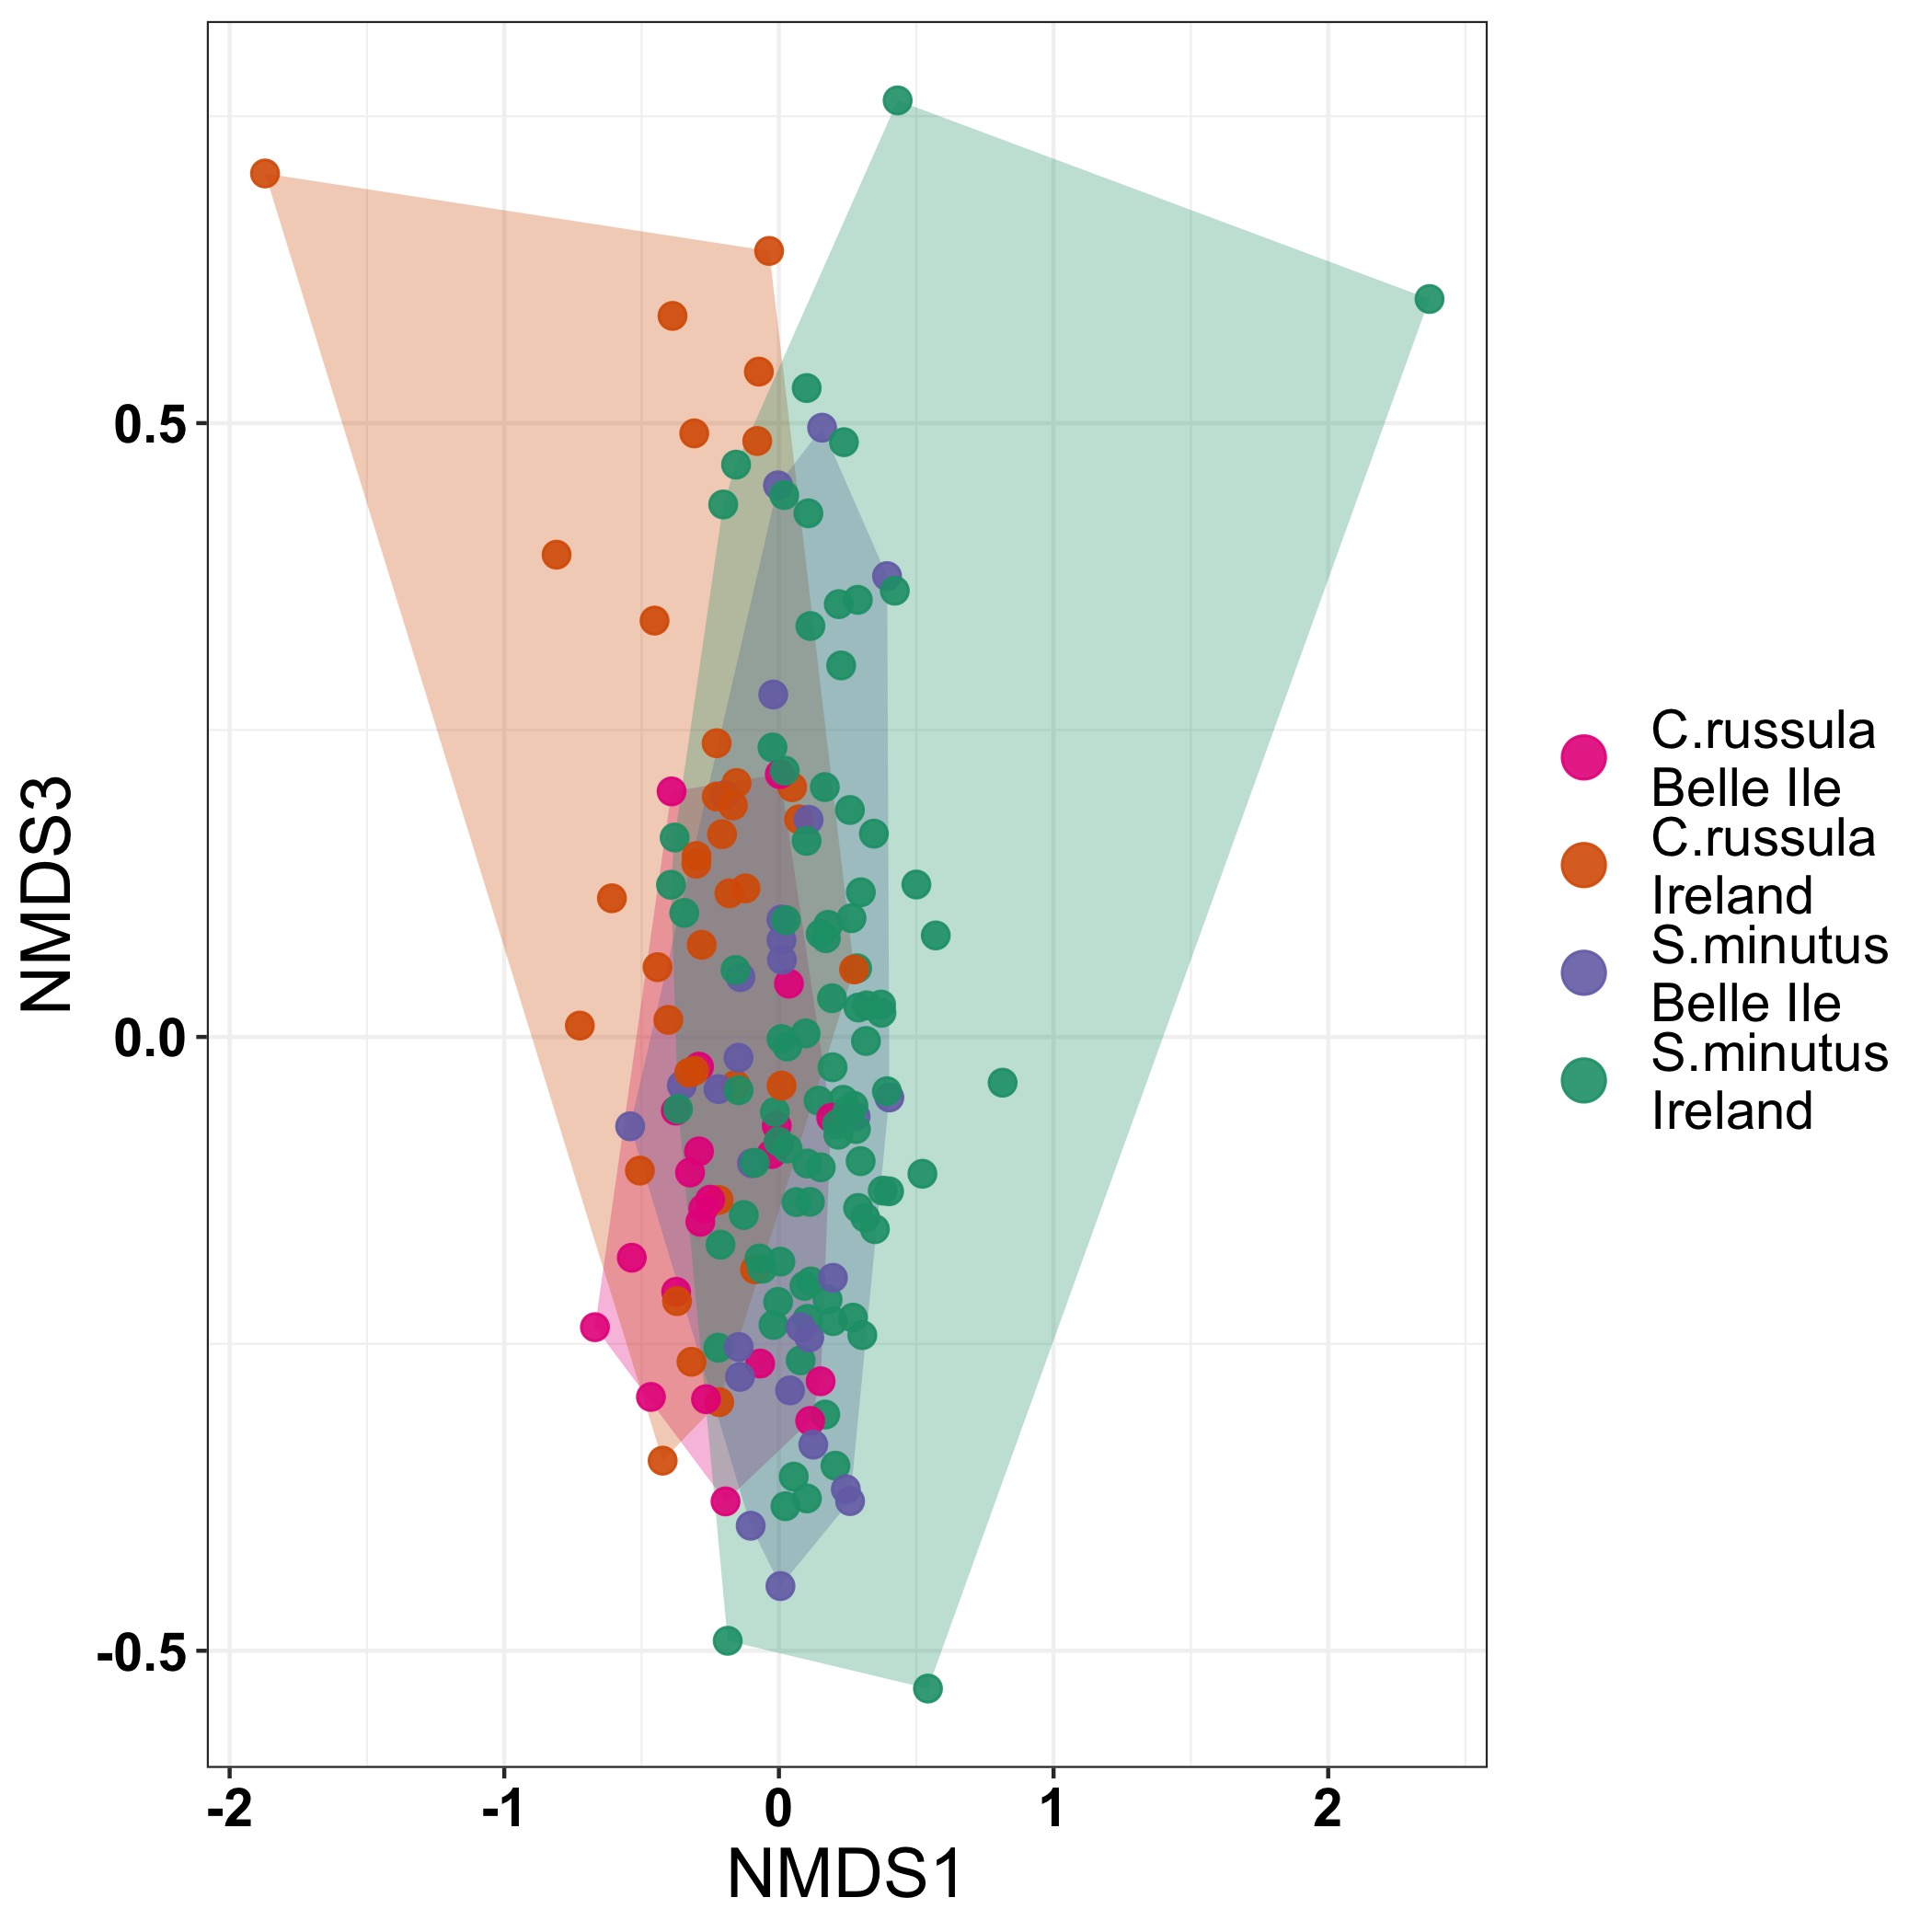 NMDS3
0.5
0.0
-0.5
-2
-1
0
1
2
NMDS1
C.russula
Belle Ile
C.russula
Ireland
S.minutus
Belle Ile
S.minutus
Ireland